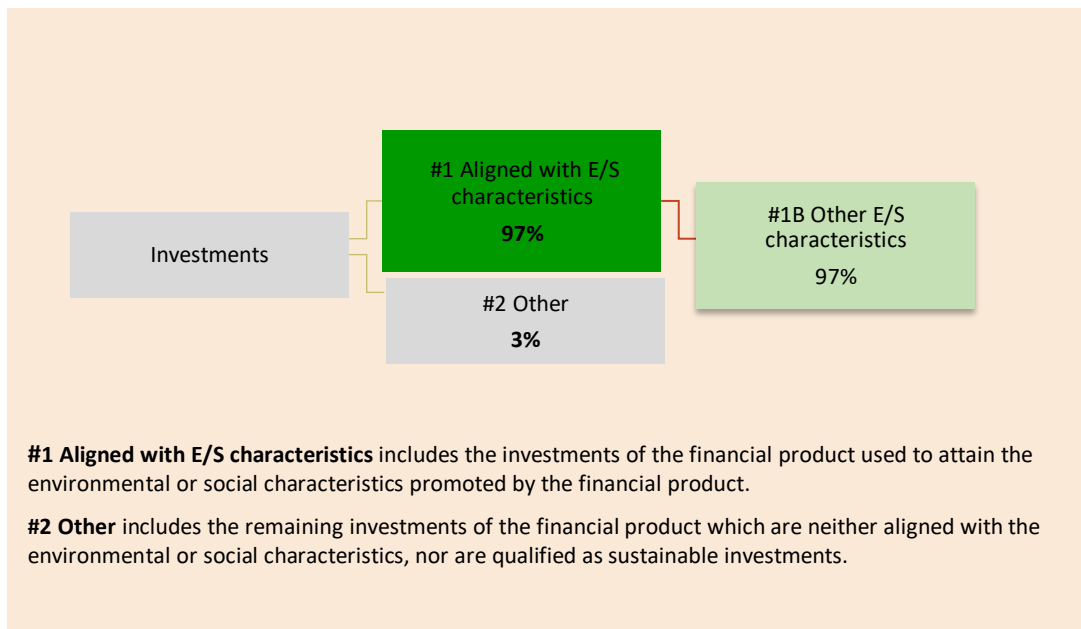 #1 Aligned with E/S
characteristics
97%
Investments
#1B Other E/S
characteristics
97%
#2 Other
3%
#1 Aligned with E/S characteristics includes the investments of the financial product used to attain the
environmental or social characteristics promoted by the financial product.
#2 Other includes the remaining investments of the financial product which are neither aligned with the
environmental or social characteristics, nor are qualified as sustainable investments.